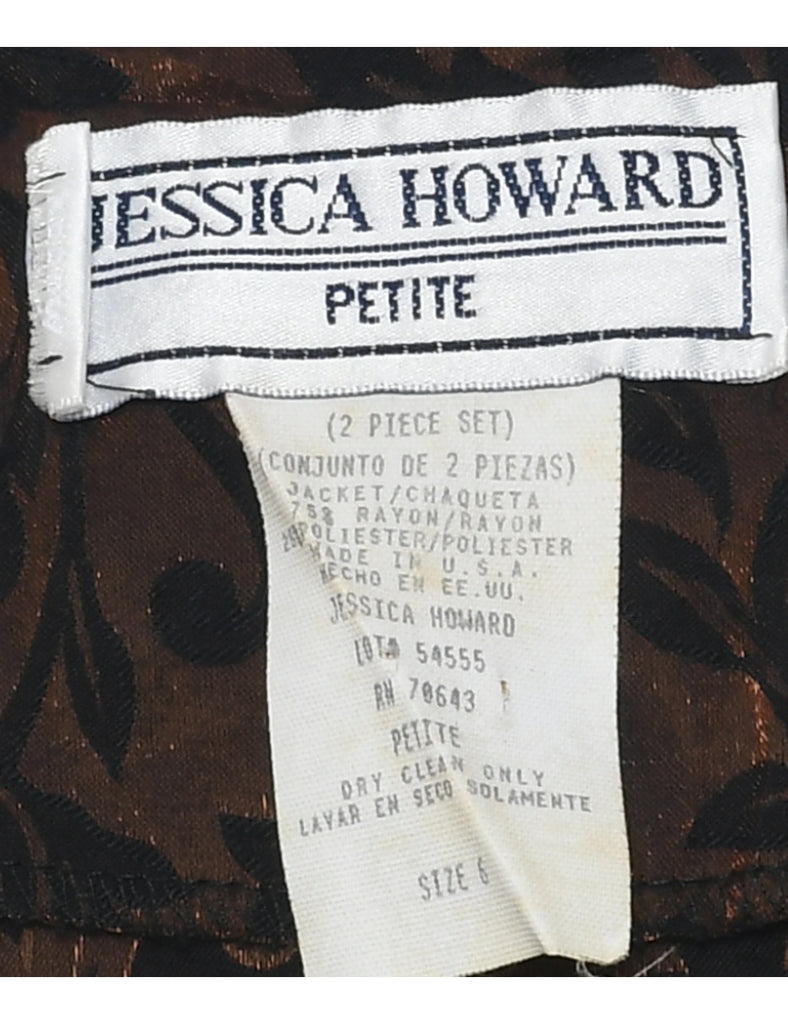 JESSICA HOWARD
PETITE
(2 PIECE SET)
(CONJUNTO DE 2 PIEZAS)
JACKET/CHAQUETA
75% RAYON/RAYON
POLIESTER/POLIESTER
MADE IN U.S.A.
HECHO EN EE.UU.
JESSICA HOWARD
LOT# 54555
RN 70643
PETITE
DRY CLEAN ONLY
LAVAR EN SECO SOLAMENTE
SIZE 6